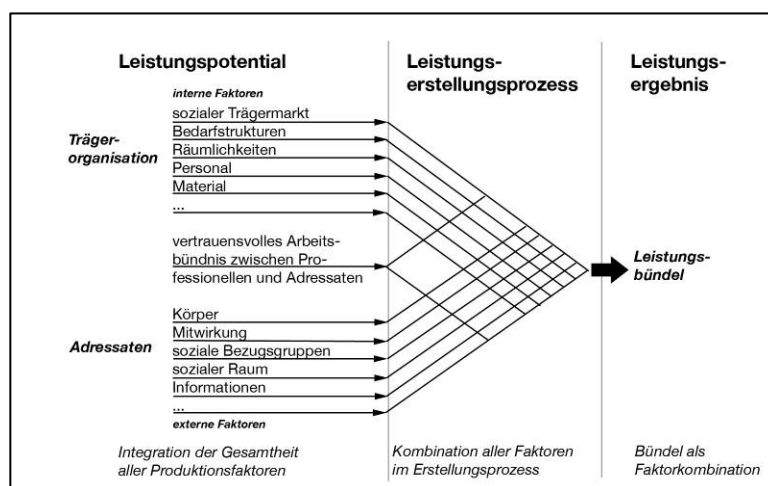 Leistungspotential
Leistungs-
erstellungsprozess
Leistungs-
ergebnis
interne Faktoren
Träger-
organisation
sozialer Trägermarkt
Bedarfstrukturen
Räumlichkeiten
Personal
Material
...
vertrauensvolles Arbeits-
bündnis zwischen Pro-
fessionellen und Adressaten
Leistungs-
bündel
Adressaten
Körper
Mitwirkung
soziale Bezugsgruppen
sozialer Raum
Informationen
...
externe Faktoren
Integration der Gesamtheit
aller Produktionsfaktoren
Kombination aller Faktoren
im Erstellungsprozess
Bündel als
Faktorkombination